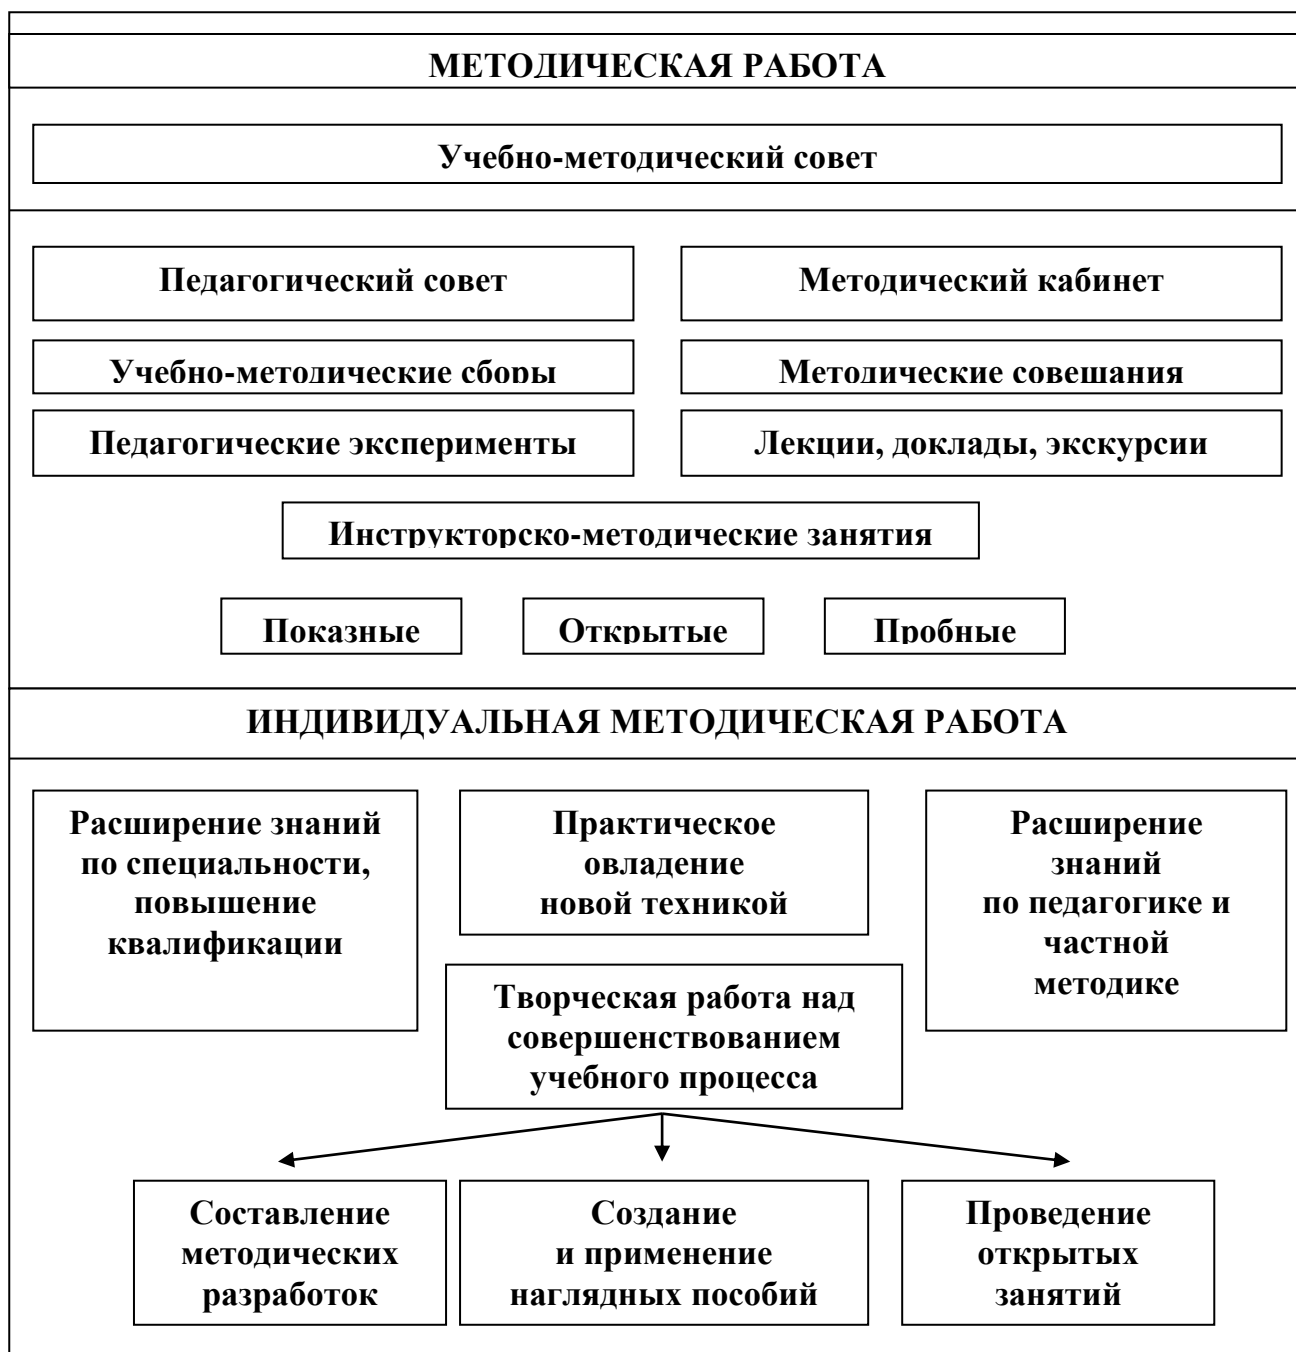 МЕТОДИЧЕСКАЯ РАБОТА
Учебно-методический совет
Педагогический совет
Методический кабинет
Учебно-методические сборы
Методические совещания
Педагогические эксперименты
Лекции, доклады, экскурсии
Инструкторско-методические занятия
Показные
Открытые
Пробные
ИНДИВИДУАЛЬНАЯ МЕТОДИЧЕСКАЯ РАБОТА
Расширение знаний
по специальности,
повышение
квалификации
Практическое
овладение
новой техникой
Расширение
знаний
по педагогике и
частной
методике
Творческая работа над
совершенствованием
учебного процесса
Составление
методических
разработок
Создание
и применение
наглядных пособий
Проведение
открытых
занятий